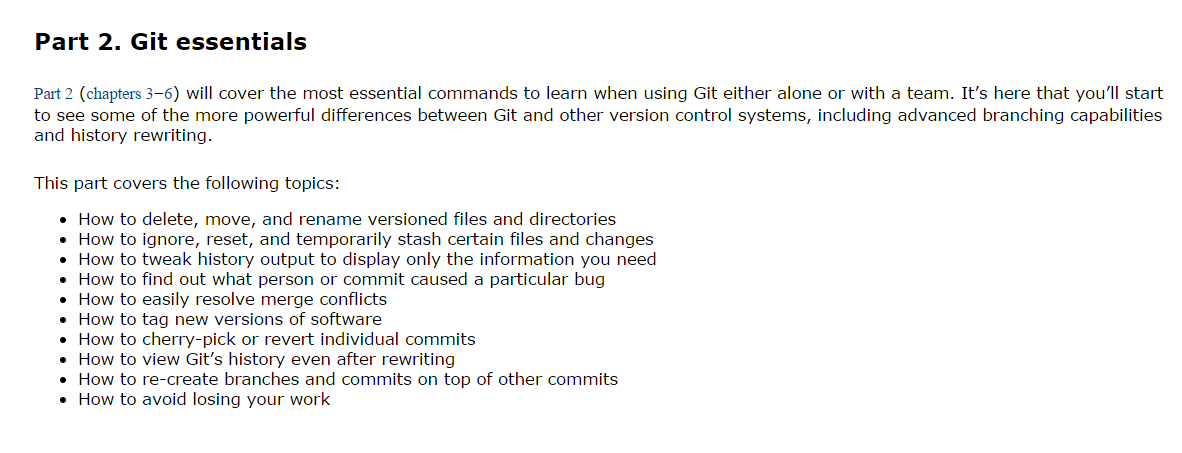 Part 2. Git essentials
Part 2 (chapters 3–6) will cover the most essential commands to learn when using Git either alone or with a team. It’s here that you’ll start
to see some of the more powerful differences between Git and other version control systems, including advanced branching capabilities
and history rewriting.
This part covers the following topics:
• How to delete, move, and rename versioned files and directories
• How to ignore, reset, and temporarily stash certain files and changes
• How to tweak history output to display only the information you need
• How to find out what person or commit caused a particular bug
• How to easily resolve merge conflicts
• How to tag new versions of software
• How to cherry-pick or revert individual commits
• How to view Git’s history even after rewriting
• How to re-create branches and commits on top of other commits
• How to avoid losing your work